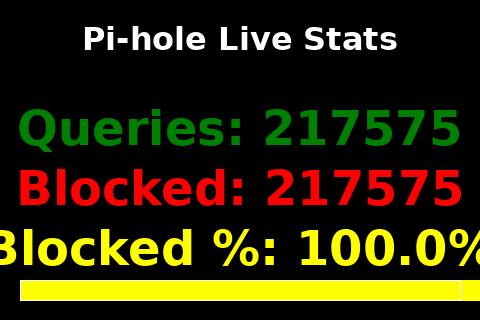 Pi-hole Live Stats
Queries: 217575
Blocked: 217575
Blocked %: 100.0%